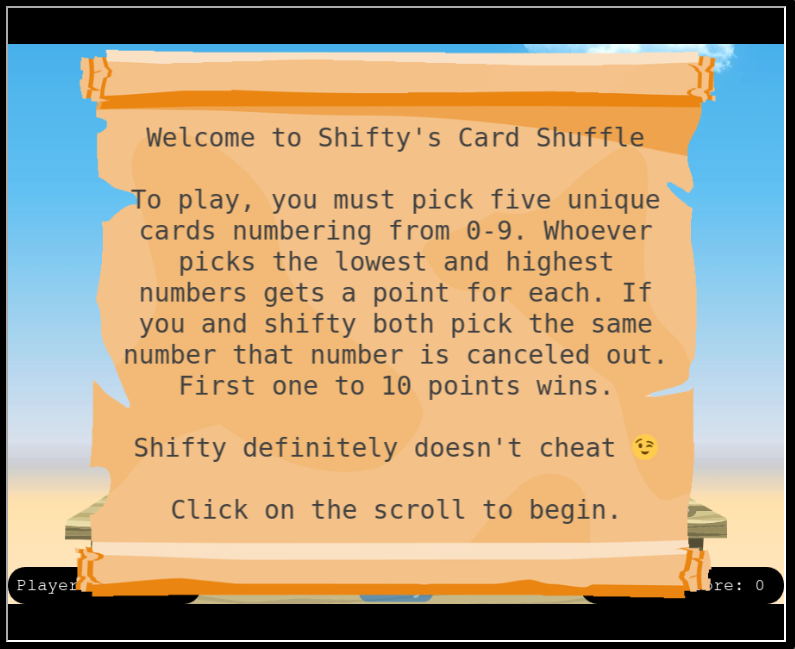 Welcome to Shifty's Card Shuffle
To play, you must pick five unique
cards numbering from 0-9. Whoever
picks the lowest and highest
numbers gets a point for each. If
you and shifty both pick the same
number that number is canceled out.
First one to 10 points wins.
Shifty definitely doesn't cheat 😉
Click on the scroll to begin.
Player
ore: 0